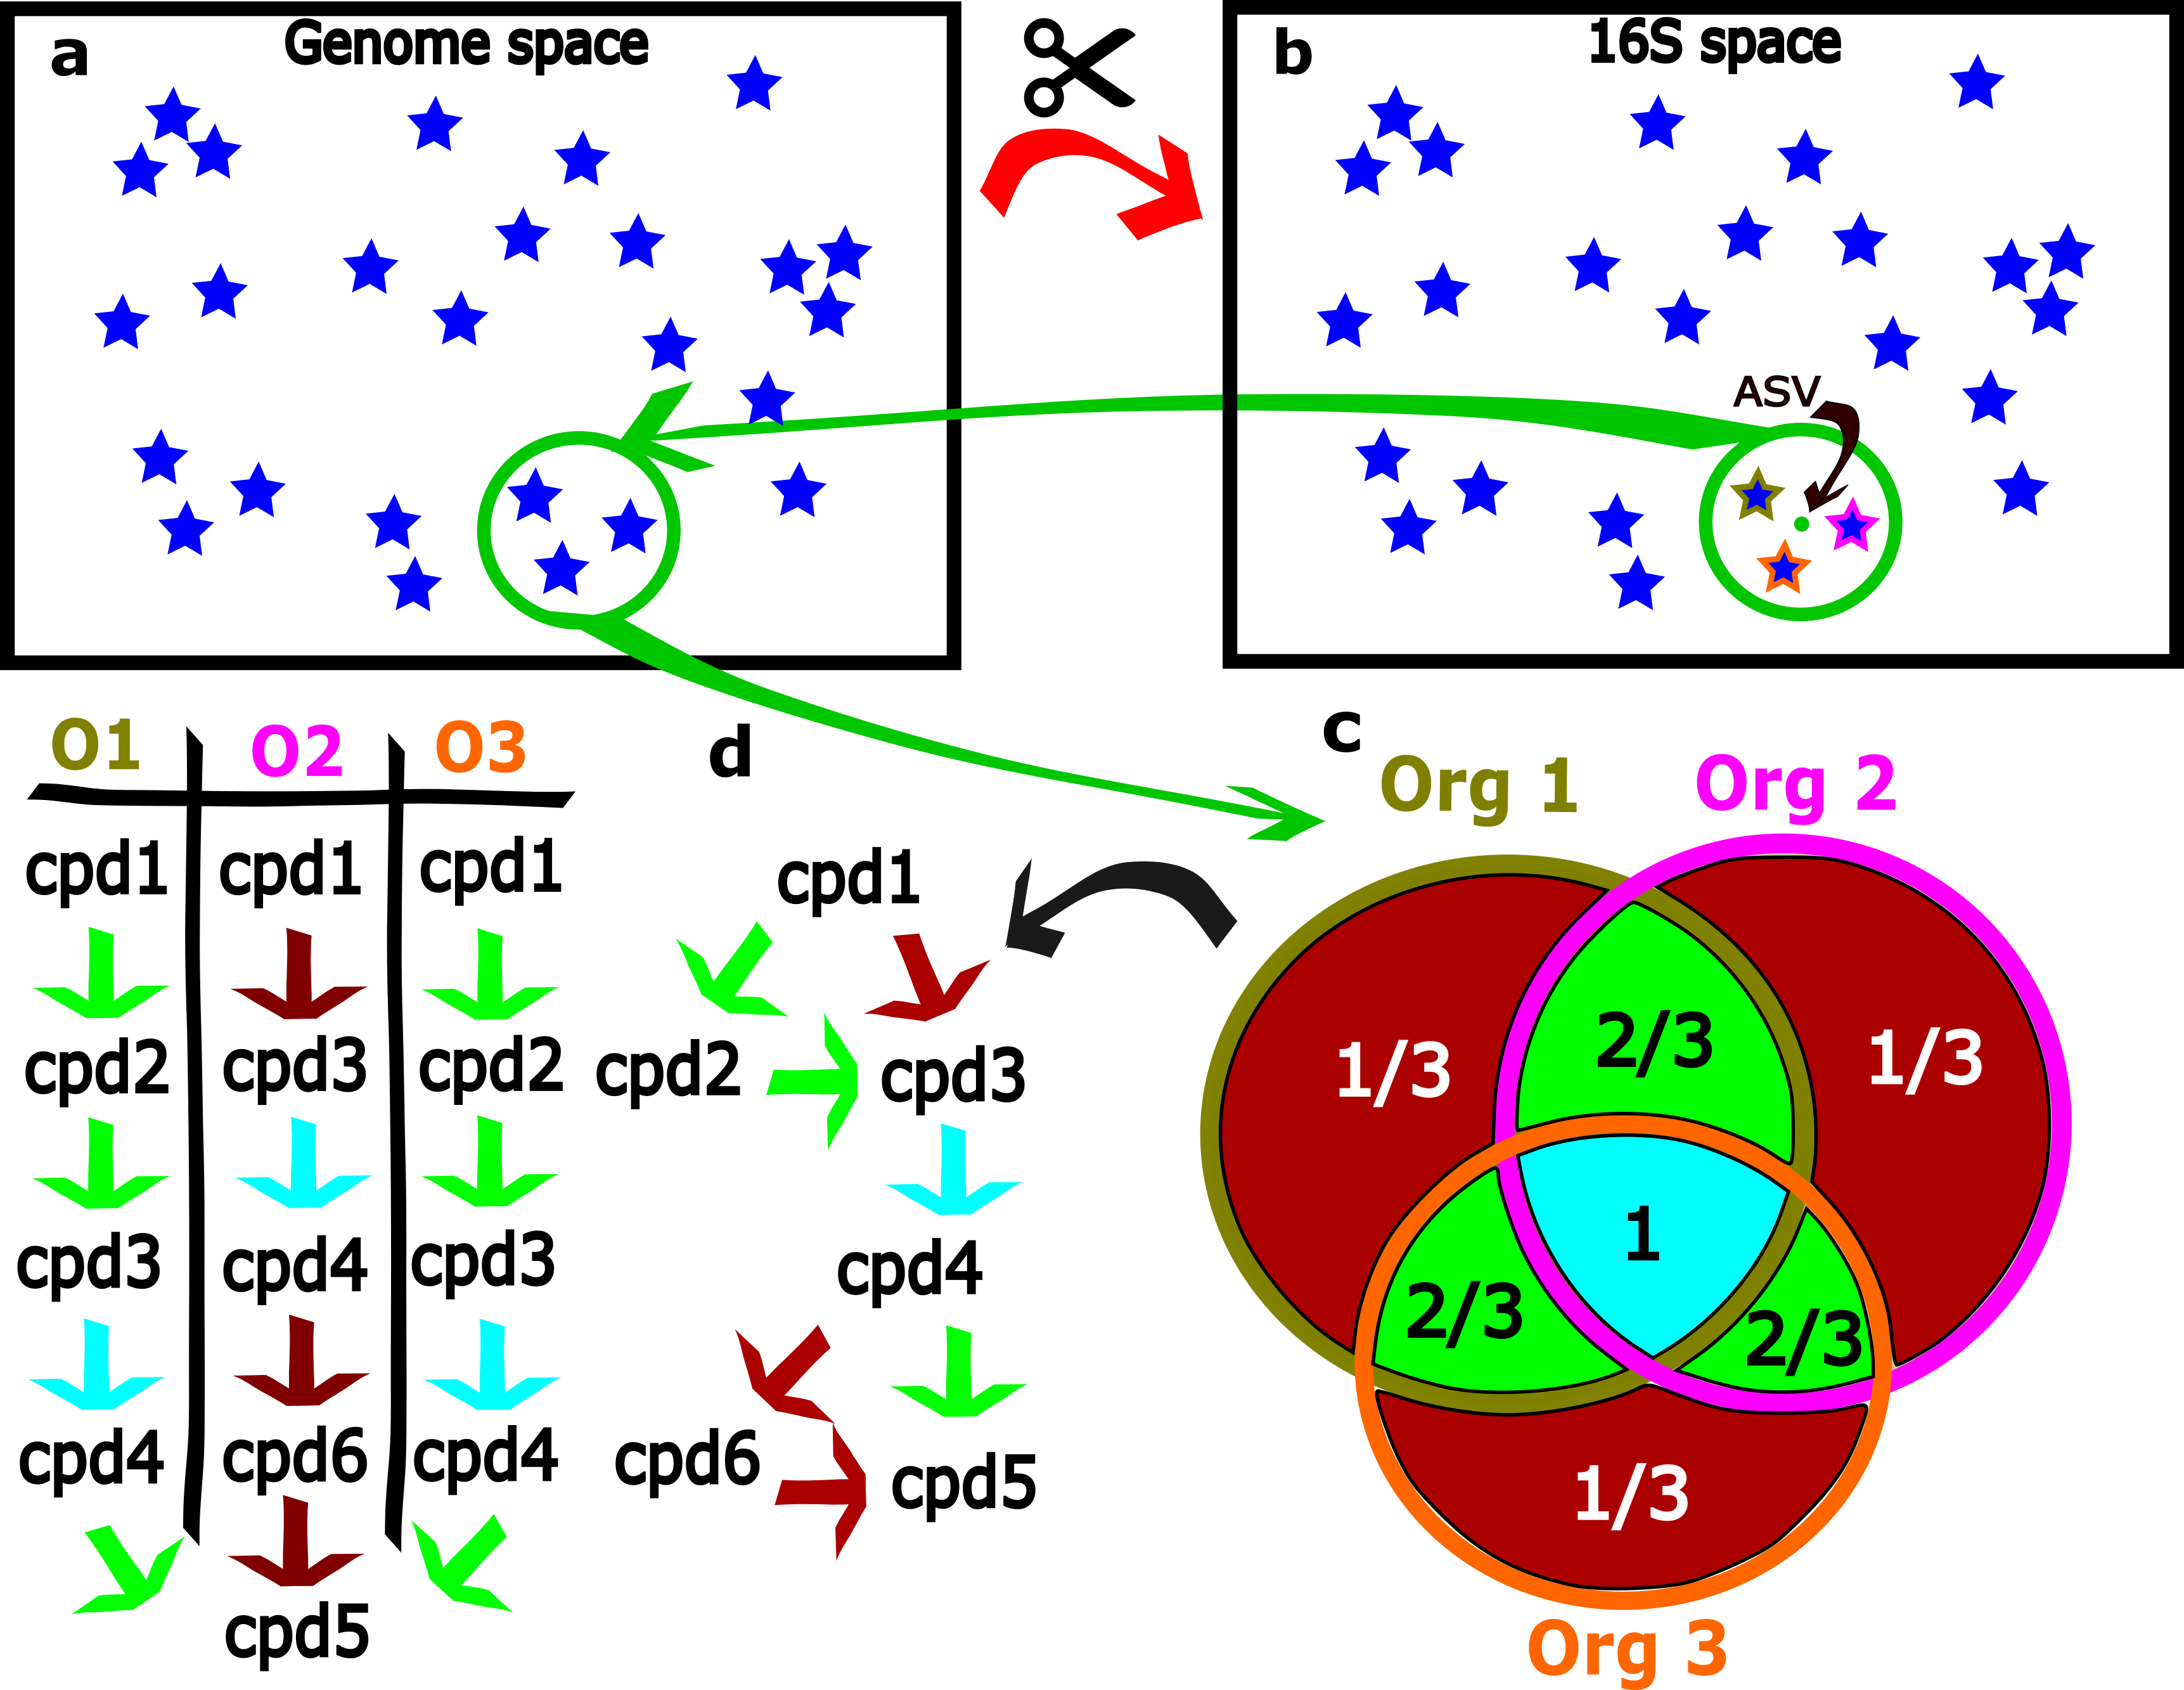 a
Genome space
b
16S space
ASV
O1
O2
O3
d
c
Org 1
Org 2
cpd1
cpd1
cpd1
cpd1
cpd2
cpd3
cpd2
cpd2
cpd3
1/3
2/3
1/3
cpd3
cpd4
cpd3
cpd4
1
2/3
2/3
cpd4
cpd6
cpd4
cpd6
cpd5
1/3
cpd5
Org 3